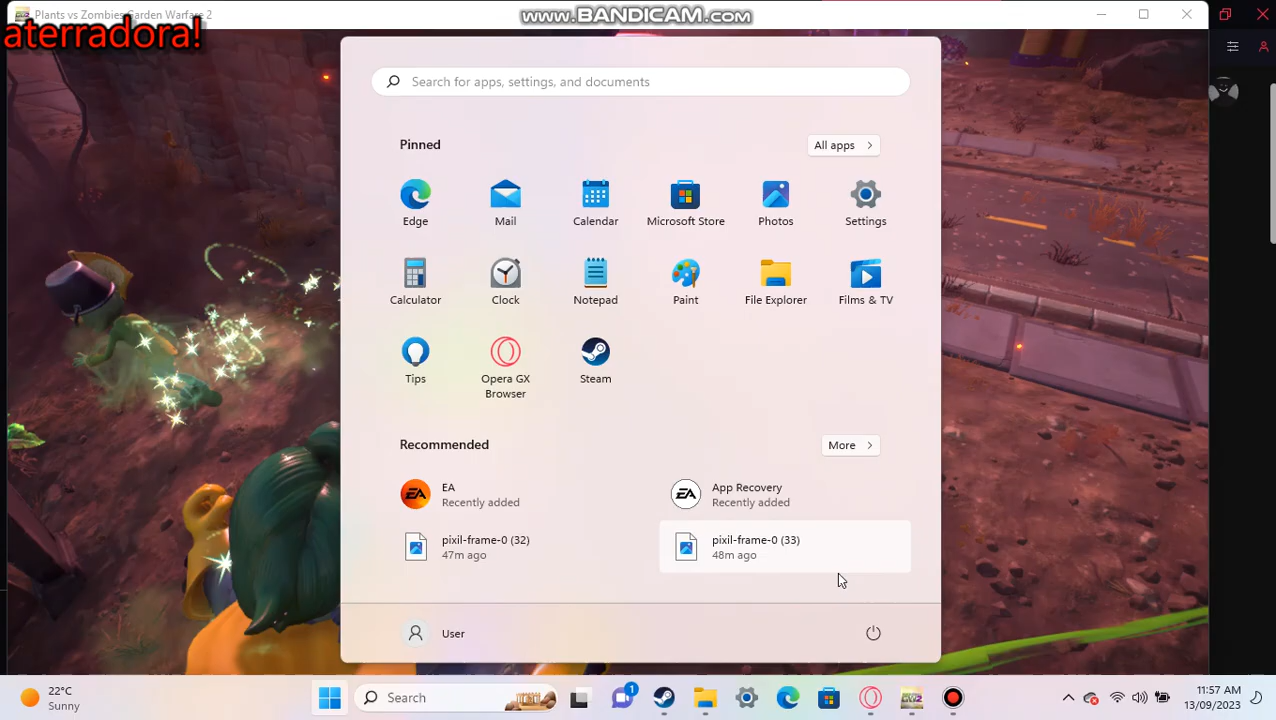 Plants vs Zombies Garden Warfare 2
www.BANDICAM.com
aterradora!
Search for apps, settings, and documents
Pinned
All apps
Edge
Mail
Calendar
Microsoft Store
Photos
Settings
Calculator
Clock
Notepad
Paint
File Explorer
Films & TV
Tips
Opera GX
Browser
Steam
Recommended
More
EA
Recently added
App Recovery
Recently added
pixil-frame-0 (32)
47m ago
pixil-frame-0 (33)
48m ago
User
22°C
Sunny
Search
1
GW2
11:57 AM
13/09/2023